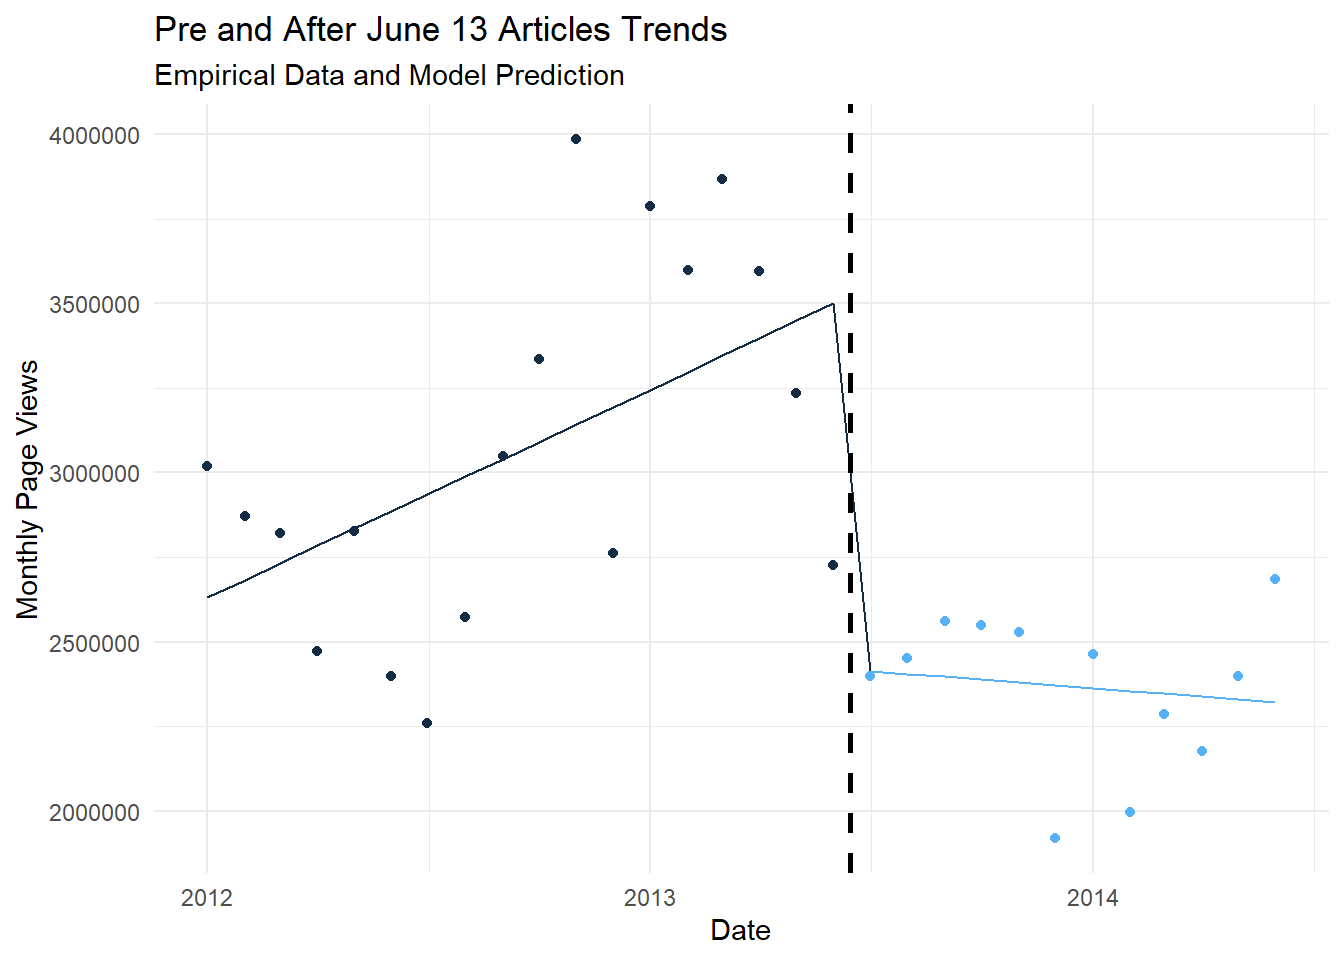 Pre and After June 13 Articles Trends
Empirical Data and Model Prediction
Monthly Page Views
4000000
3500000
3000000
2500000
2000000
2012
2013
2014
Date